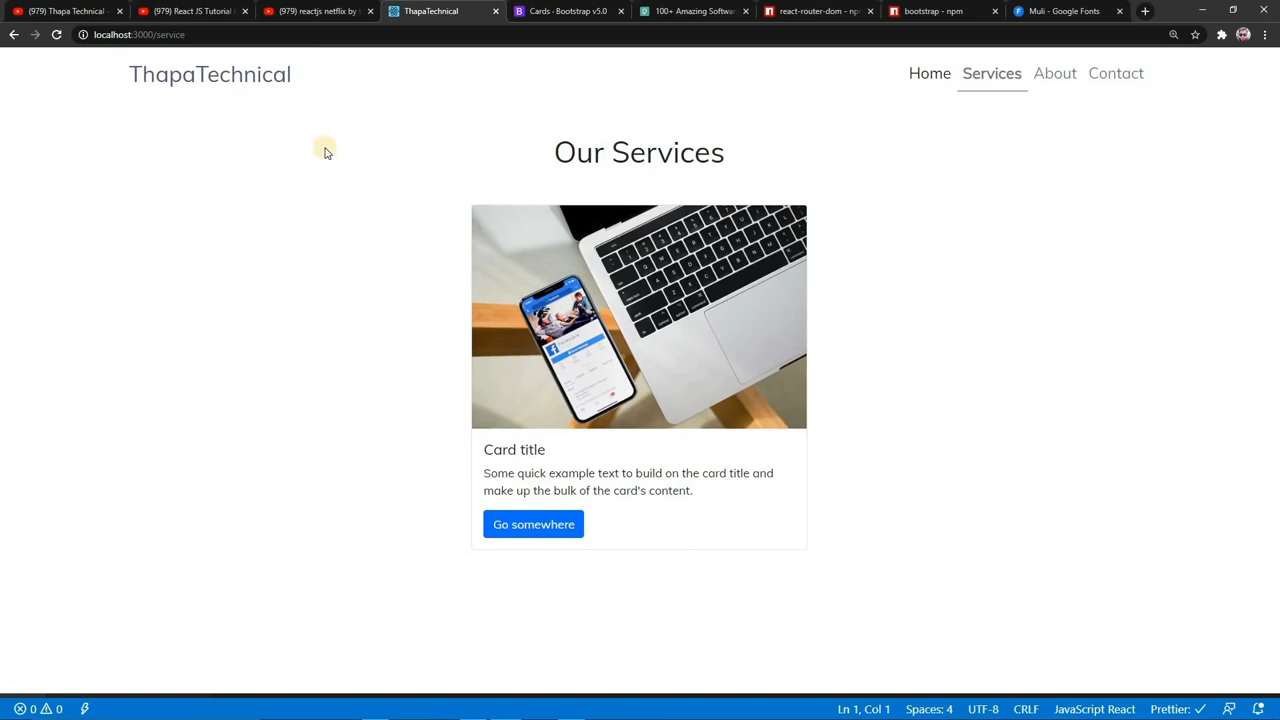 (979) Thapa Technical -
(979) React JS Tutorial
(979) reactjs netflix by
ThapaTechnical
Cards · Bootstrap v5.0
100+ Amazing Softwa
react-router-dom - np
bootstrap - npm
Muli - Google Fonts
localhost:3000/service
ThapaTechnical
Home
Services
About
Contact
Our Services
Card title
Some quick example text to build on the card title and
make up the bulk of the card's content.
Go somewhere
0 0
Ln 1, Col 1
Spaces: 4
UTF-8
CRLF
JavaScript React
Prettier: